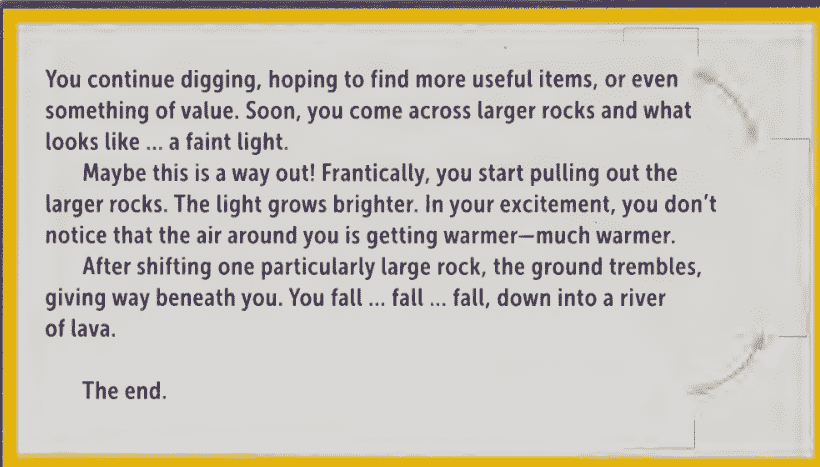 You continue digging, hoping to find more useful items, or even
something of value. Soon, you come across larger rocks and what
looks like ... a faint light.
Maybe this is a way out! Frantically, you start pulling out the
larger rocks. The light grows brighter. In your excitement, you don't
notice that the air around you is getting warmer—much warmer.
After shifting one particularly large rock, the ground trembles,
giving way beneath you. You fall ... fall ... fall, down into a river
of lava.
The end.